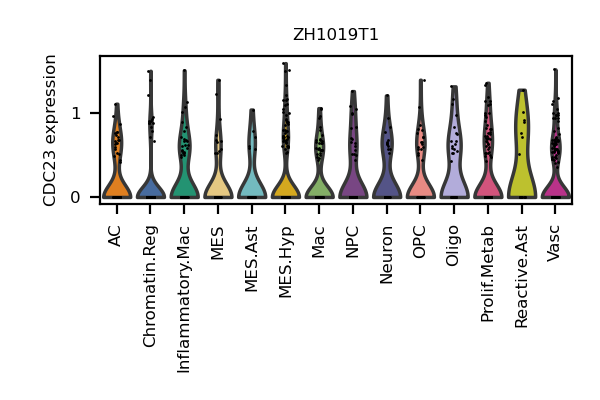 ZH1019T1
CDC23 expression
1
0
AC
Chromatin.Reg
Inflammatory.Mac
MES
MES.Ast
MES.Hyp
Mac
NPC
Neuron
OPC
Oligo
Prolif.Metab
Reactive.Ast
Vasc